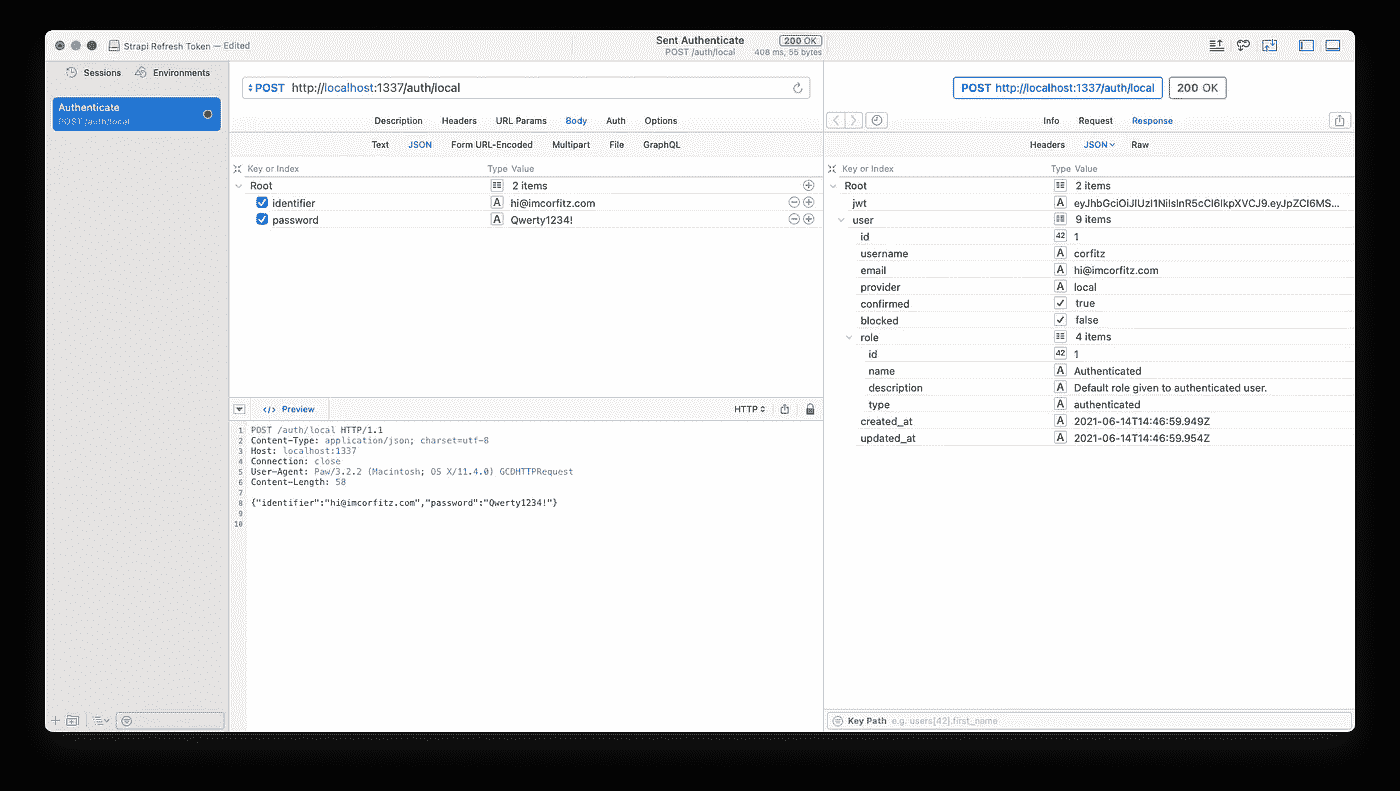 Strapi Refresh Token — Edited
Sent Authenticate
POST /auth/local
200 OK
408 ms, 55 bytes
Sessions Environments
Authenticate
POST /auth/local
POST http://localhost:1337/auth/local
Description Headers URL Params Body Auth Options
Text JSON Form URL-Encoded Multipart File GraphQL
Key or Index Type Value
Root 2 items
identifier A hi@imcorfitz.com
password A Qwerty1234!
Preview HTTP
1 POST /auth/local HTTP/1.1
2 Content-Type: application/json; charset=utf-8
3 Host: localhost:1337
4 Connection: close
5 User-Agent: Paw/3.2.2 (Macintosh; OS X/11.4.0) GCDHTTPRequest
6 Content-Length: 58
7
8 {"identifier":"hi@imcorfitz.com","password":"Qwerty1234!"}
9
10
POST http://localhost:1337/auth/local 200 OK
Info Request Response
Headers JSON Raw
Key or Index Type Value
Root 2 items
jwt A
user 9 items
id 42 1
username A corfitz
email A hi@imcorfitz.com
provider A local
confirmed true
blocked false
role 4 items
id 42 1
name A Authenticated
description A Default role given to authenticated user.
type A authenticated
created_at A 2021-06-14T14:46:59.949Z
updated_at A 2021-06-14T14:46:59.954Z
Key Path e.g. users[42].first_name